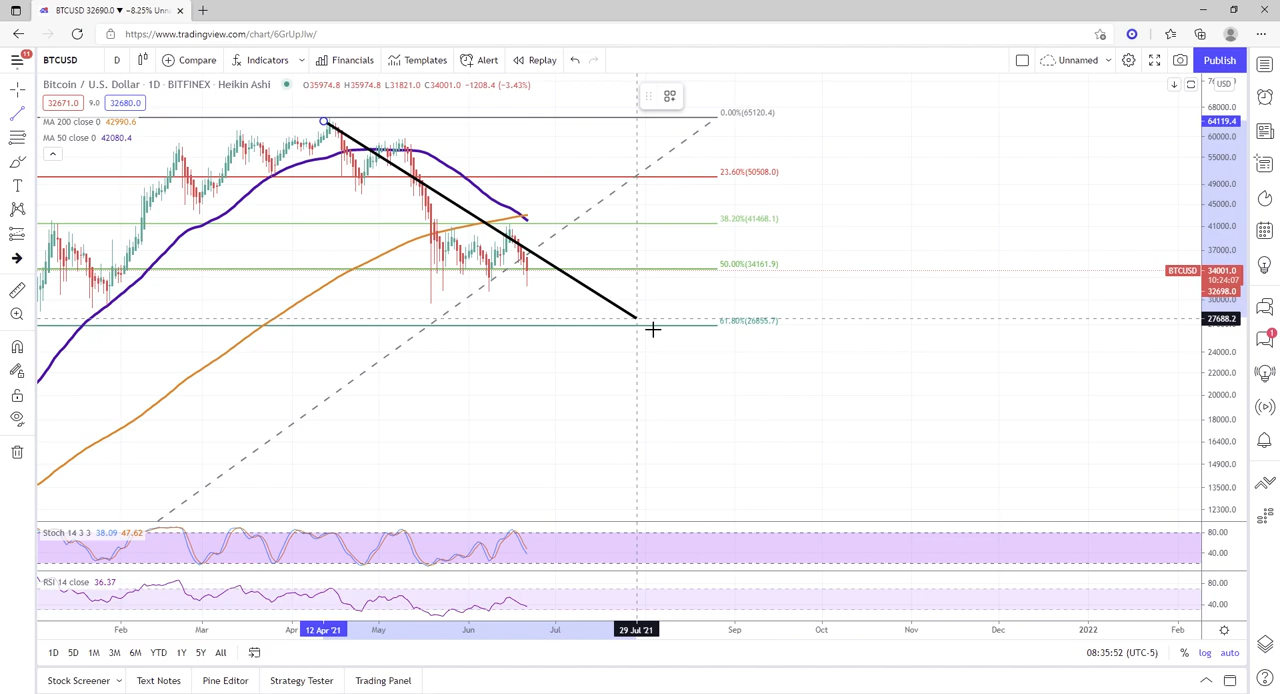 BTCUSD 32690.0 ▼ −8.25% Unna
https://www.tradingview.com/chart/6GrUpJIw/
11
BTCUSD D Compare Indicators Financials Templates Alert Replay Unnamed Publish
Bitcoin / U.S. Dollar · 1D · BITFINEX · Heikin Ashi O35974.8 H35974.8 L31821.0 C34001.0 −1208.4 (−3.43%)
32671.0 9.0 32680.0
MA 200 close 0 42990.6
MA 50 close 0 42080.4
USD
68000.0
64119.4
60000.0
55000.0
49000.0
45000.0
41000.0
37000.0
BTCUSD 34001.0
10:24:07
32698.0
30000.0
27688.2
24000.0
22000.0
20000.0
18000.0
16400.0
14900.0
13500.0
12300.0
0.00%(65120.4)
23.60%(50508.0)
38.20%(41468.1)
50.00%(34161.9)
61.80%(26855.7)
1
Stoch 14 3 3 38.09 47.62
80.00
40.00
RSI 14 close 36.37
80.00
40.00
Feb Mar Apr 12 Apr '21 May Jun Jul 29 Jul '21 Sep Oct Nov Dec 2022 Feb
1D 5D 1M 3M 6M YTD 1Y 5Y All 08:35:52 (UTC-5) % log auto
Stock Screener Text Notes Pine Editor Strategy Tester Trading Panel